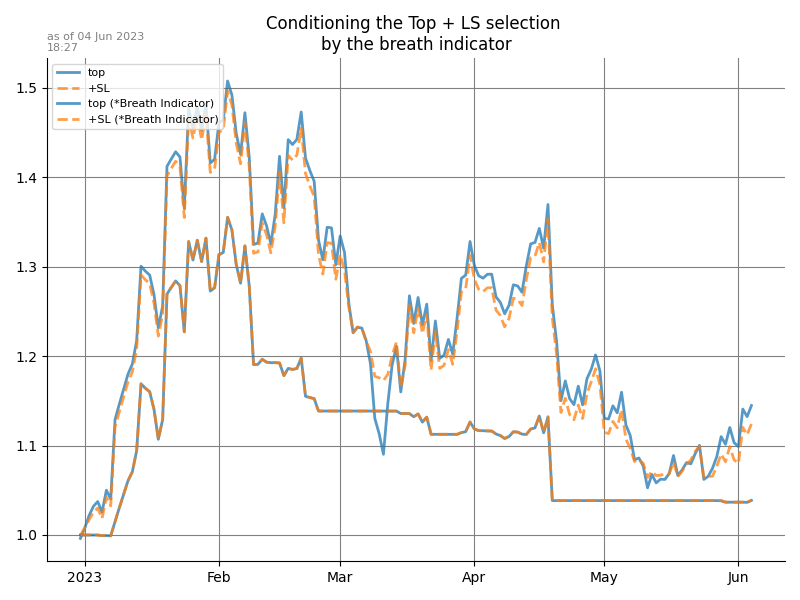 Conditioning the Top + LS selection
by the breath indicator
as of 04 Jun 2023
18:27
top
+SL
top (*Breath Indicator)
+SL (*Breath Indicator)
1.5
1.4
1.3
1.2
1.1
1.0
2023 Feb Mar Apr May Jun